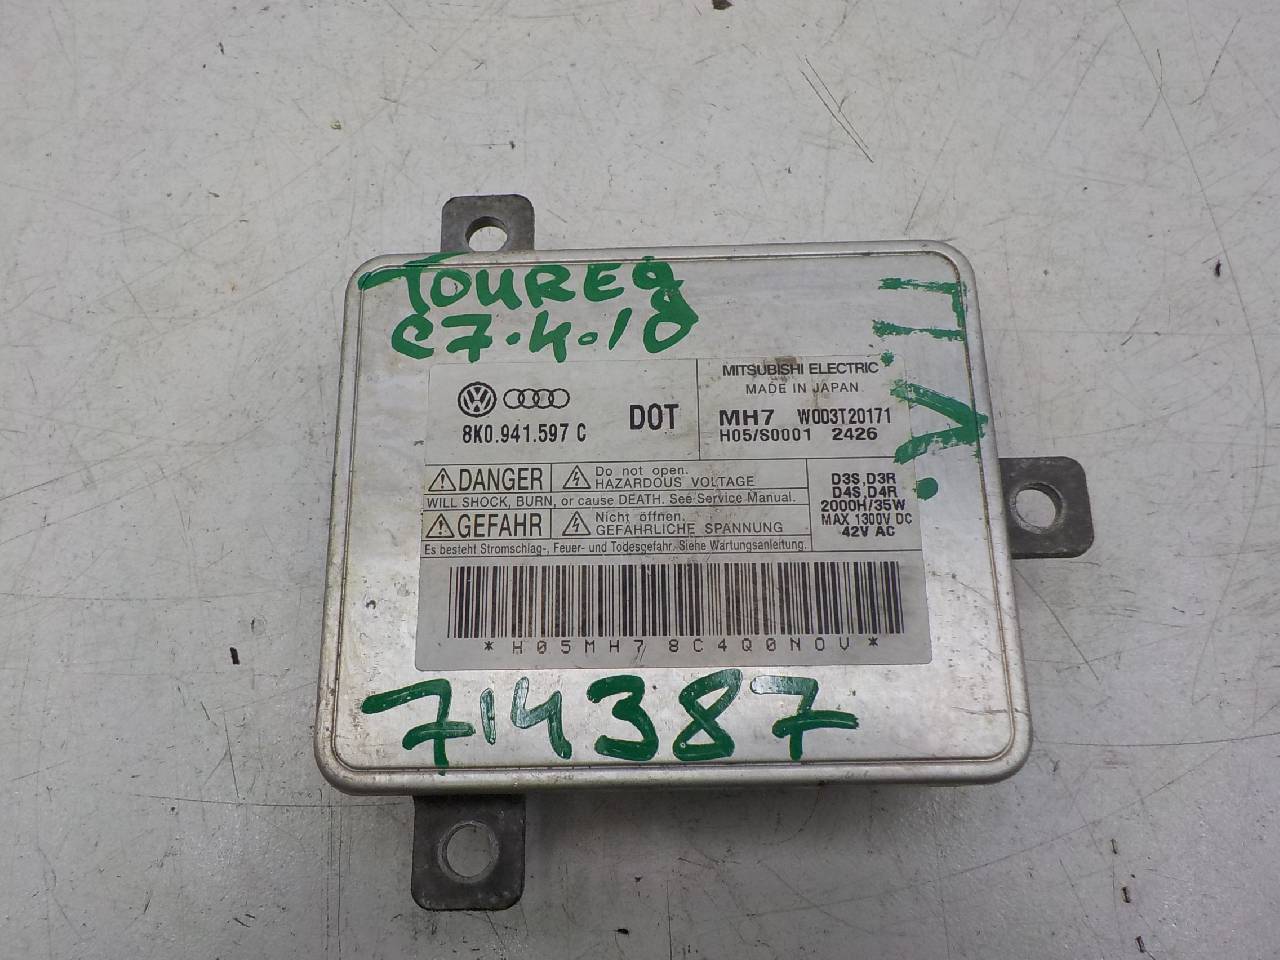 TOUREG
C7.4.10
8K0.941.597 C
DOT
MITSUBISHI ELECTRIC
MADE IN JAPAN
MH7 W003T20171
H05/S0001 2426
DANGER
Do not open.
HAZARDOUS VOLTAGE
WILL SHOCK, BURN, or cause DEATH. See Service Manual.
GEFAHR
Nicht öffnen.
GEFÄHRLICHE SPANNUNG
Es besteht Stromschlag-, Feuer- und Todesgefahr. Siehe Wartungsanleitung.
D3S,D3R
D4S,D4R
2000H/35W
MAX 1300V DC
42V AC
*H05MH78C4Q0NOV*
714387